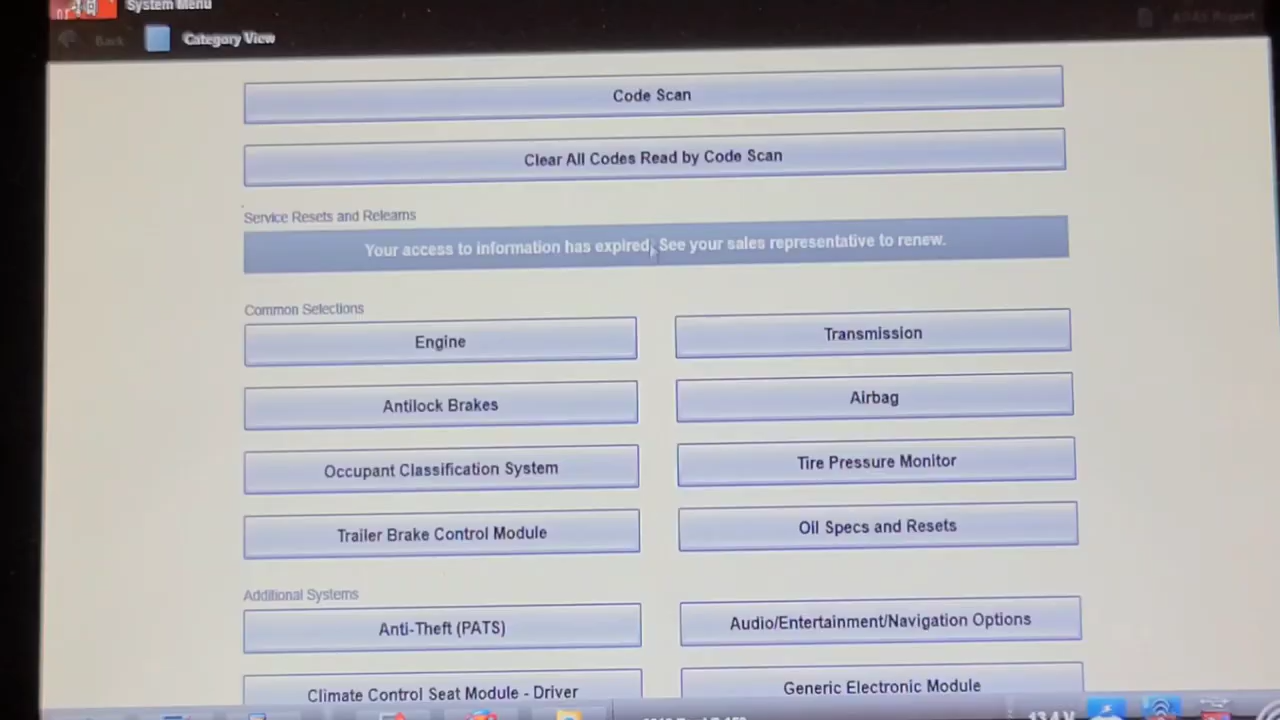 System Menu
Back
Category View
Code Scan
Clear All Codes Read by Code Scan
Service Resets and Relearns
Your access to information has expired. See your sales representative to renew.
Common Selections
Engine
Transmission
Antilock Brakes
Airbag
Occupant Classification System
Tire Pressure Monitor
Trailer Brake Control Module
Oil Specs and Resets
Additional Systems
Anti-Theft (PATS)
Audio/Entertainment/Navigation Options
Climate Control Seat Module - Driver
Generic Electronic Module
13.4 V